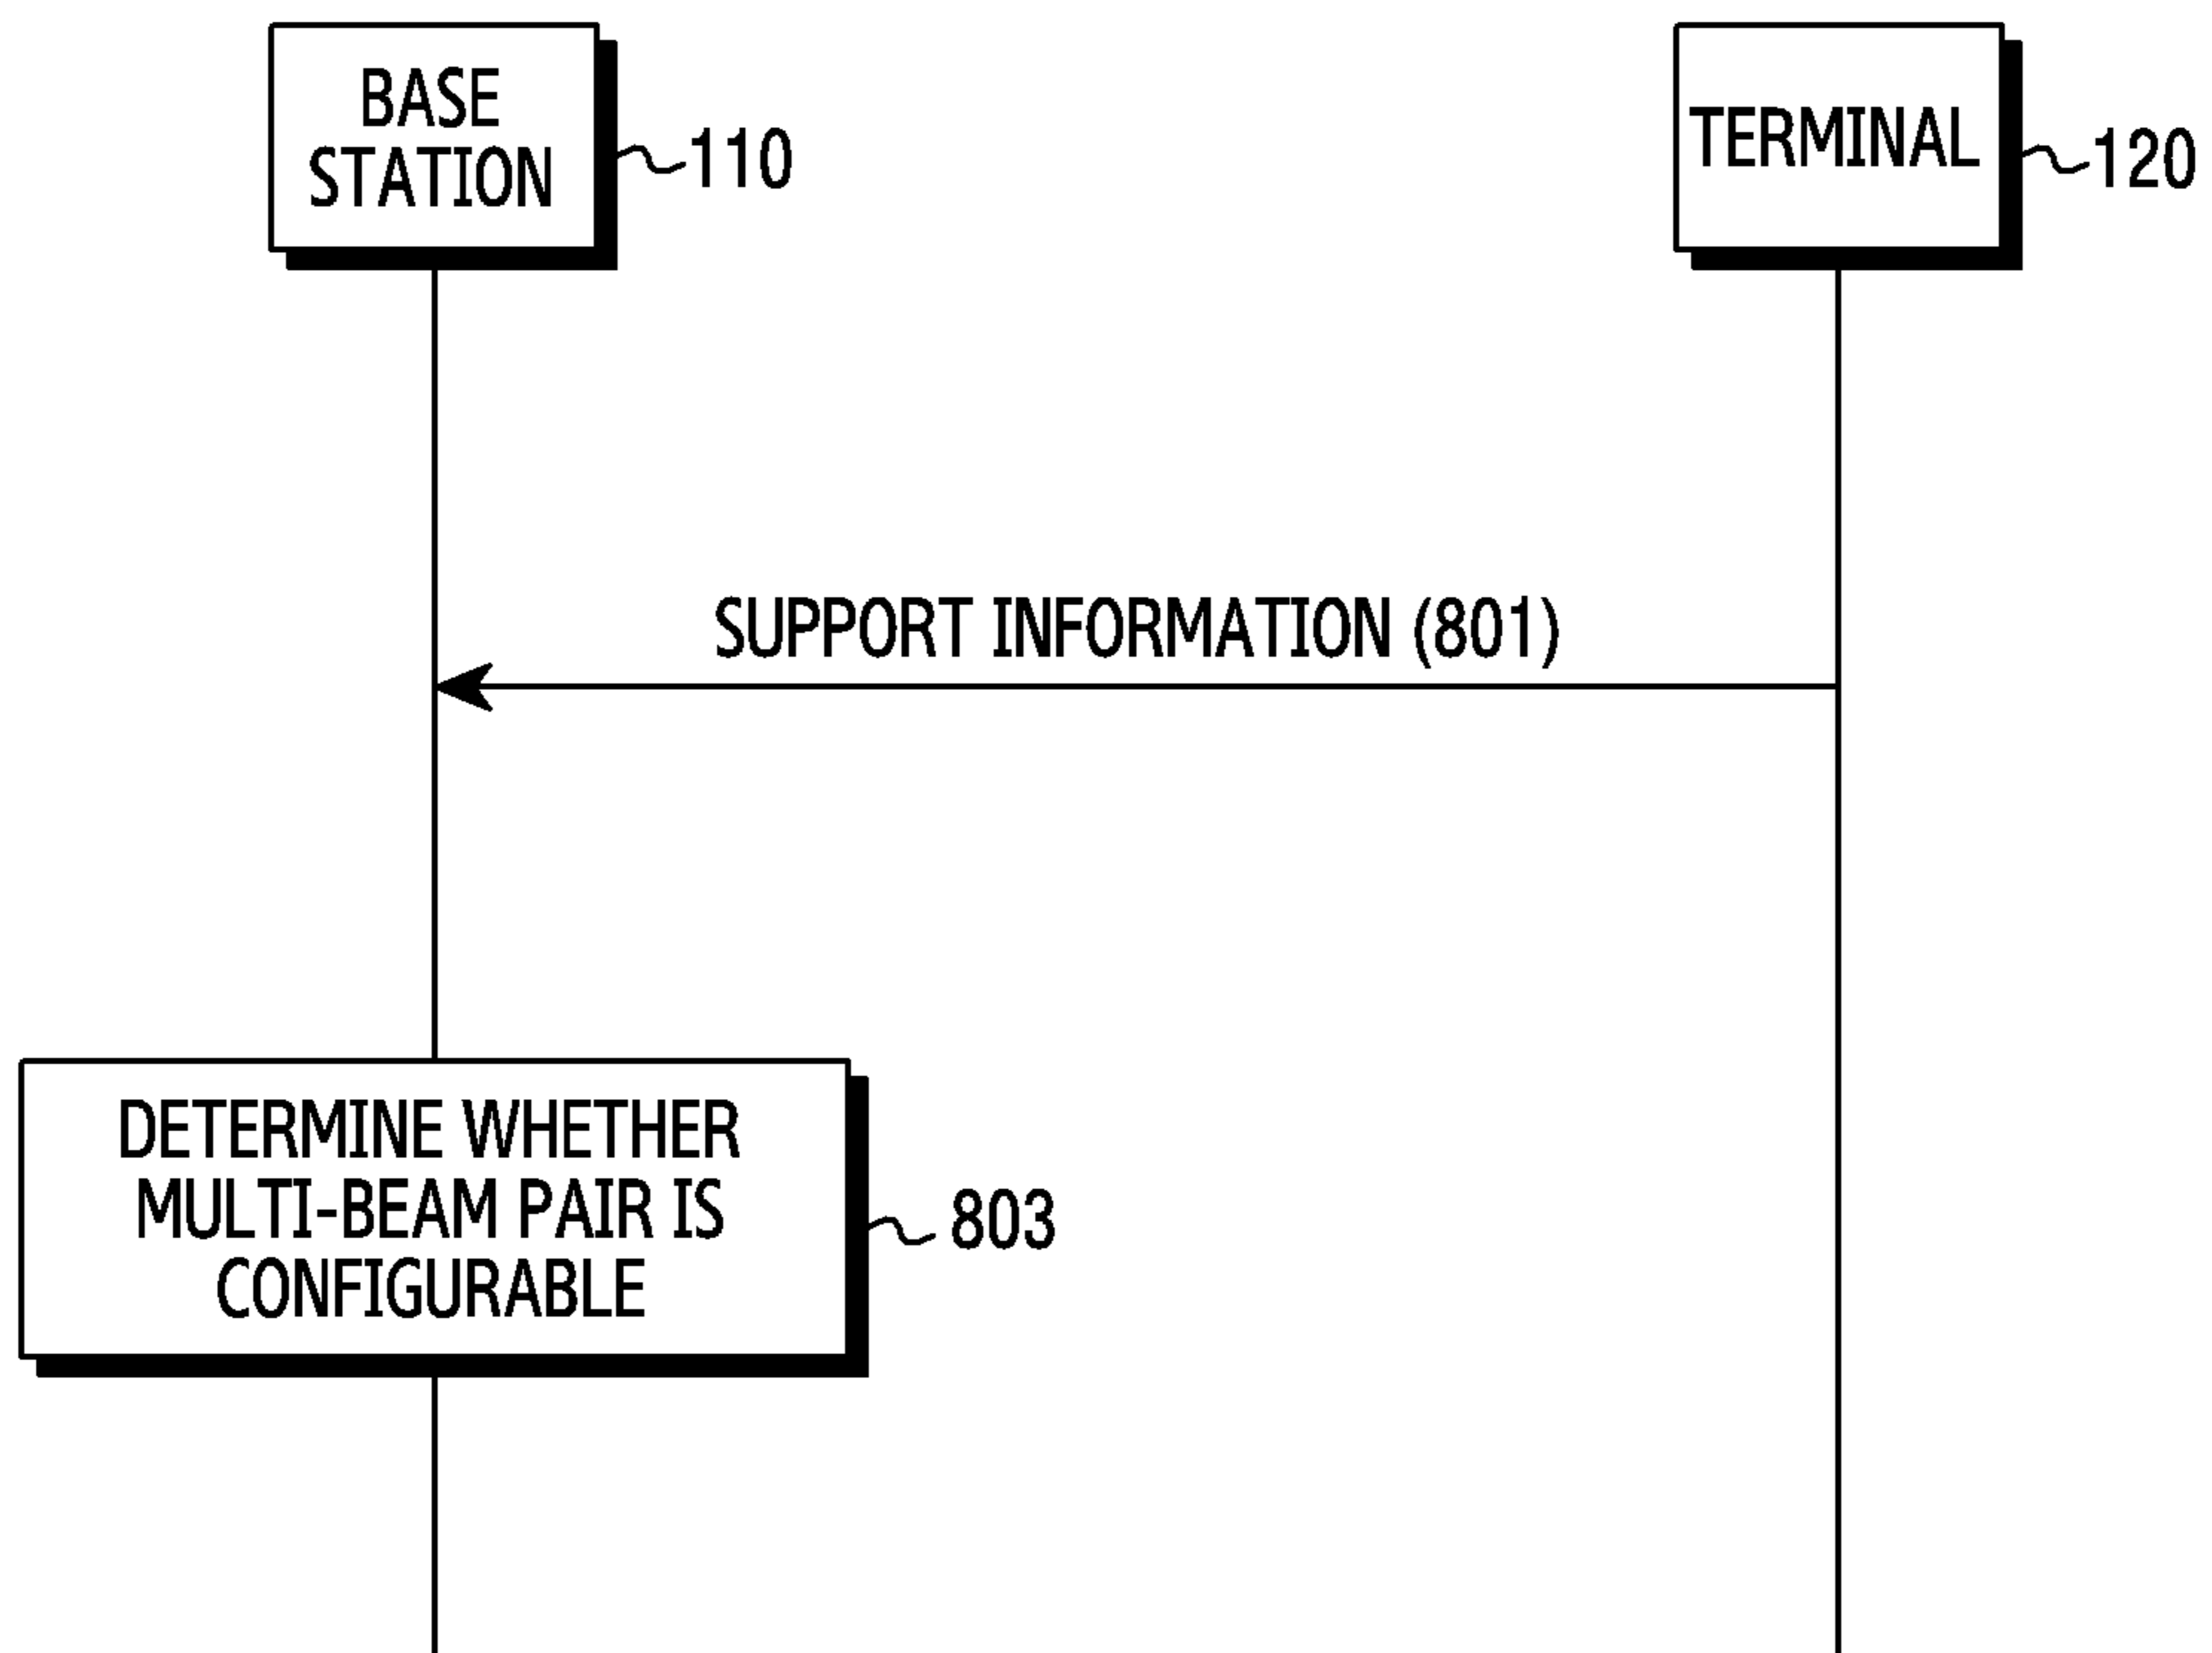 BASE
STATION
110
TERMINAL
120
SUPPORT INFORMATION (801)
DETERMINE WHETHER
MULTI-BEAM PAIR IS
CONFIGURABLE
803